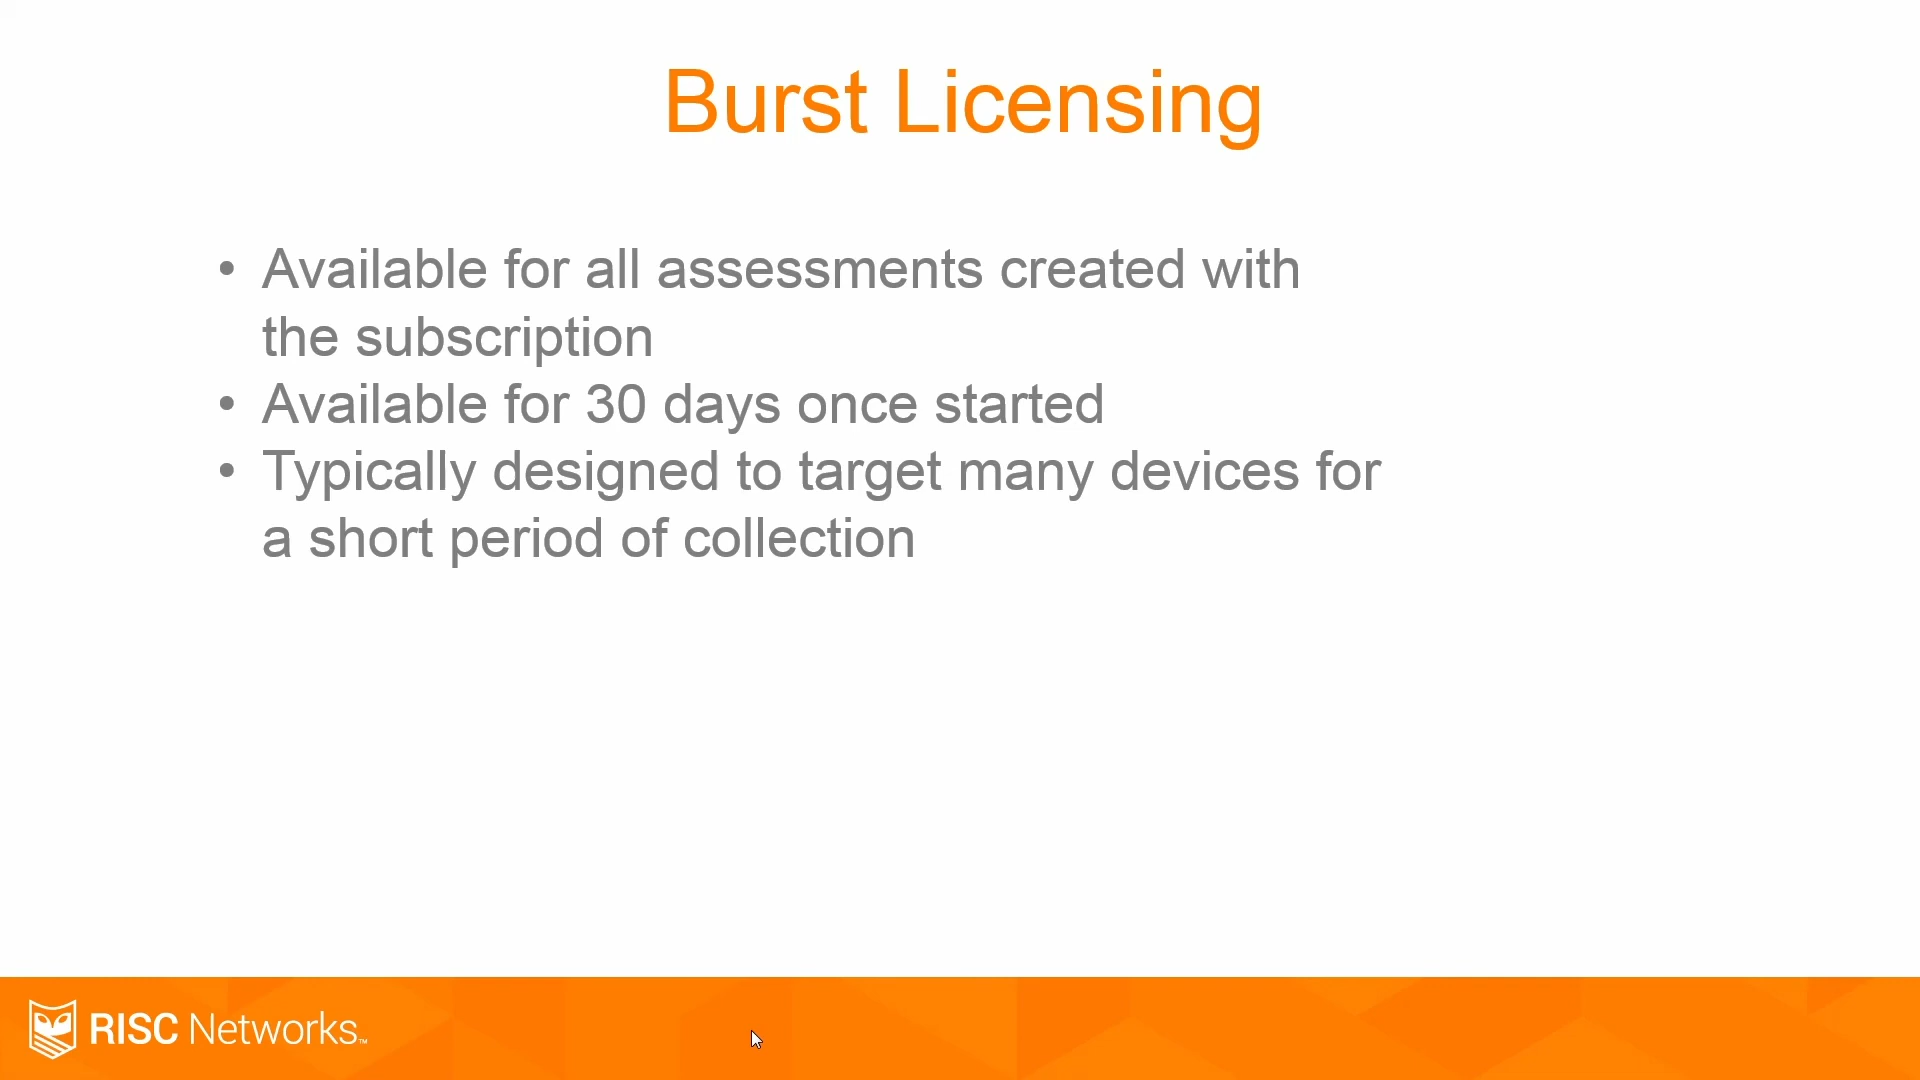 Burst Licensing
• Available for all assessments created with
the subscription
• Available for 30 days once started
• Typically designed to target many devices for
a short period of collection
RISC Networks™